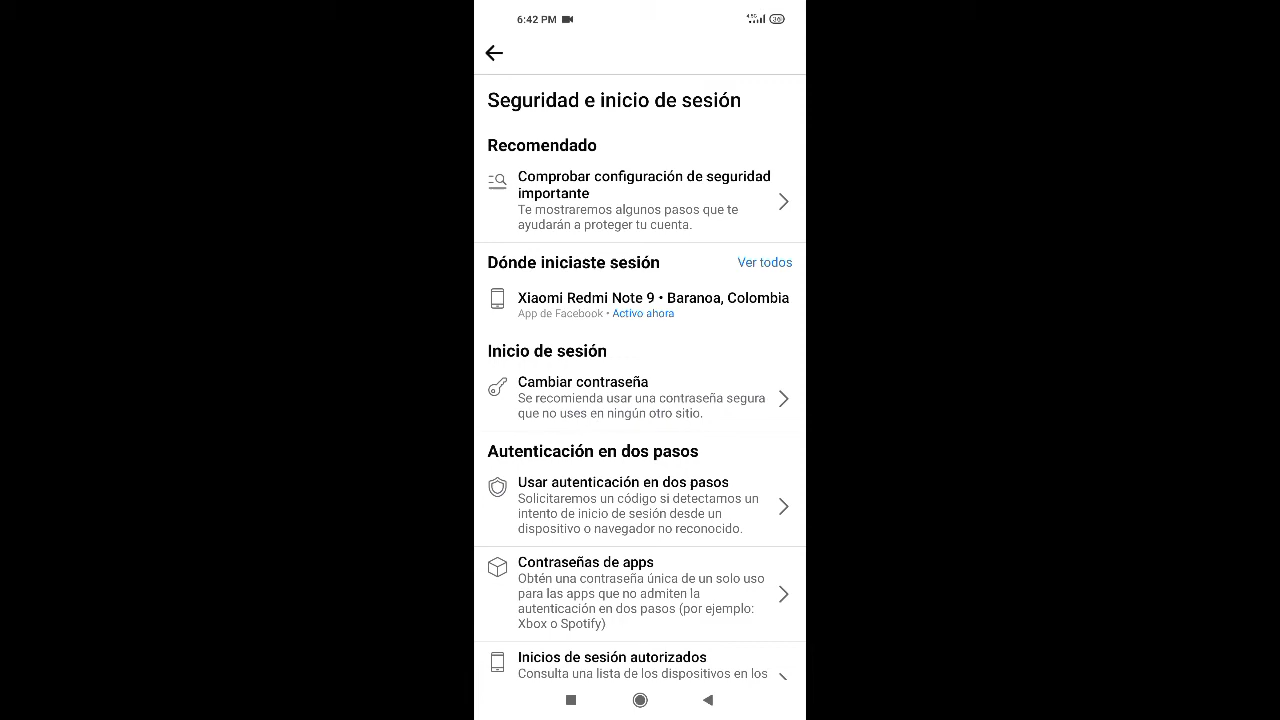 6:42 PM
Seguridad e inicio de sesión
Recomendado
Comprobar configuración de seguridad
importante
Te mostraremos algunos pasos que te
ayudarán a proteger tu cuenta.
Dónde iniciaste sesión Ver todos
Xiaomi Redmi Note 9 • Baranoa, Colombia
App de Facebook • Activo ahora
Inicio de sesión
Cambiar contraseña
Se recomienda usar una contraseña segura
que no uses en ningún otro sitio.
Autenticación en dos pasos
Usar autenticación en dos pasos
Solicitaremos un código si detectamos un
intento de inicio de sesión desde un
dispositivo o navegador no reconocido.
Contraseñas de apps
Obtén una contraseña única de un solo uso
para las apps que no admiten la
autenticación en dos pasos (por ejemplo:
Xbox o Spotify)
Inicios de sesión autorizados
Consulta una lista de los dispositivos en los